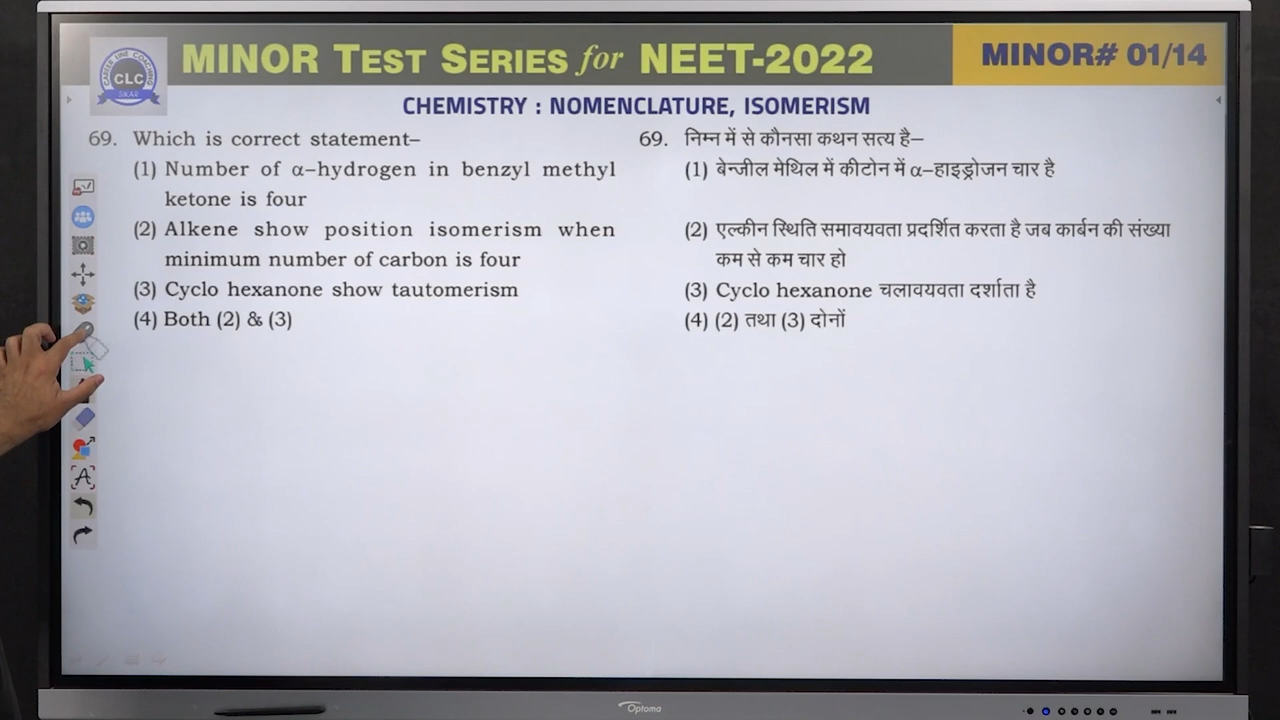 MINOR TEST SERIES for NEET-2022
MINOR# 01/14
CAREER LINE COACHING
CLC
SIKAR
CHEMISTRY : NOMENCLATURE, ISOMERISM
69. Which is correct statement–
(1) Number of α–hydrogen in benzyl methyl
ketone is four
(2) Alkene show position isomerism when
minimum number of carbon is four
(3) Cyclo hexanone show tautomerism
(4) Both (2) & (3)
69. निम्न में से कौनसा कथन सत्य है–
(1) बेन्जील मेथिल में कीटोन में α–हाइड्रोजन चार है
(2) एल्कीन स्थिति समावयवता प्रदर्शित करता है जब कार्बन की संख्या
कम से कम चार हो
(3) Cyclo hexanone चलावयवता दर्शाता है
(4) (2) तथा (3) दोनों
A
Optoma